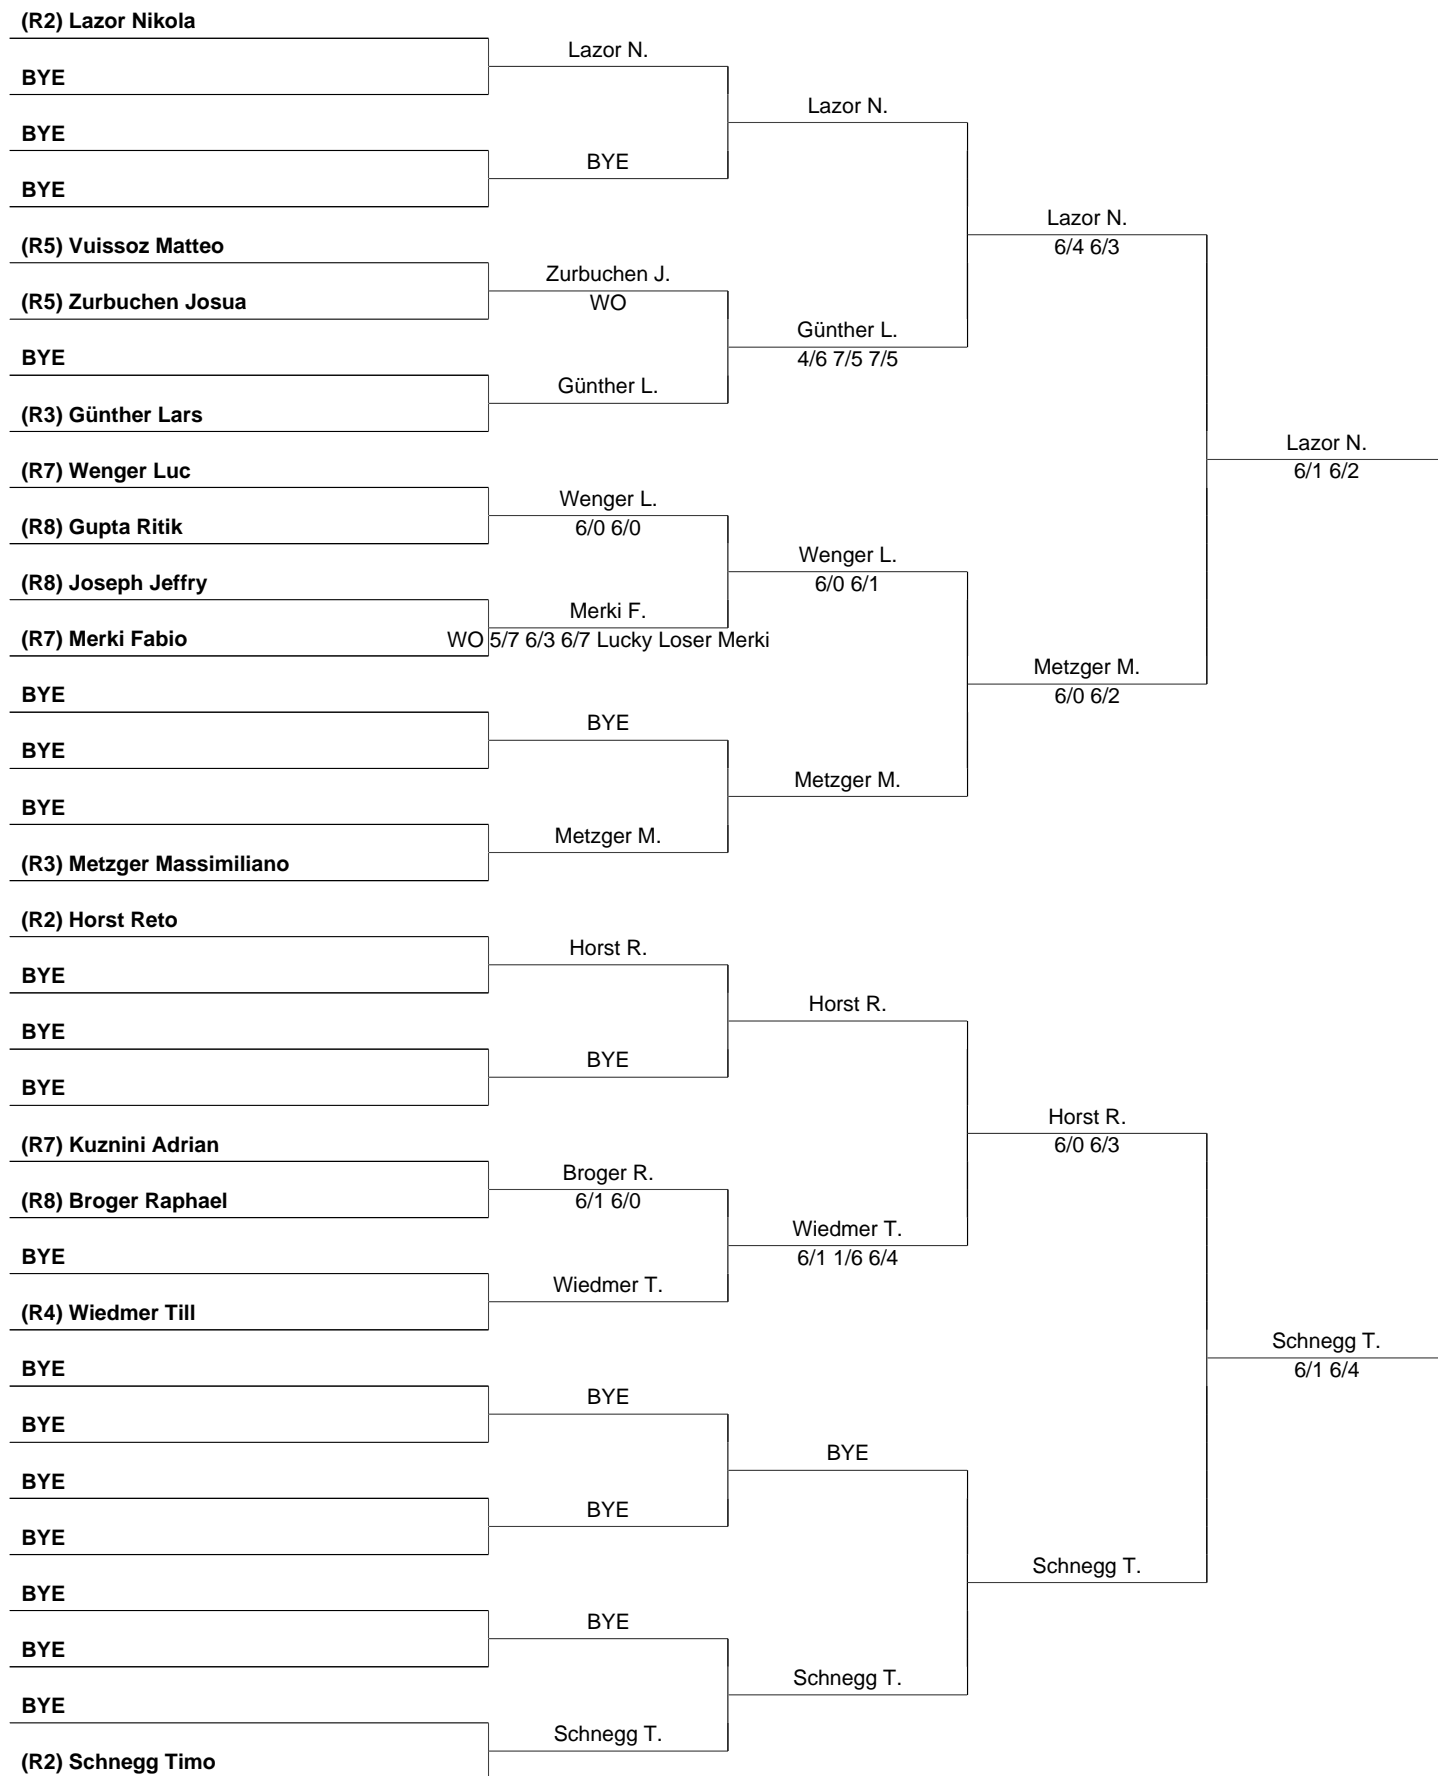 (R2) Lazor Nikola
BYE
BYE
BYE
(R5) Vuissoz Matteo
(R5) Zurbuchen Josua
BYE
(R3) Günther Lars
(R7) Wenger Luc
(R8) Gupta Ritik
(R8) Joseph Jeffry
(R7) Merki Fabio
BYE
BYE
BYE
(R3) Metzger Massimiliano
(R2) Horst Reto
BYE
BYE
BYE
(R7) Kuznini Adrian
(R8) Broger Raphael
BYE
(R4) Wiedmer Till
BYE
BYE
BYE
BYE
BYE
BYE
BYE
(R2) Schnegg Timo
Lazor N.
BYE
Zurbuchen J.
WO
Günther L.
Wenger L.
6/0 6/0
Merki F.
WO 5/7 6/3 6/7 Lucky Loser Merki
BYE
Metzger M.
Horst R.
BYE
Broger R.
6/1 6/0
Wiedmer T.
BYE
BYE
BYE
Schnegg T.
Lazor N.
Günther L.
4/6 7/5 7/5
Wenger L.
6/0 6/1
Metzger M.
Horst R.
Wiedmer T.
6/1 1/6 6/4
BYE
Schnegg T.
Lazor N.
6/4 6/3
Metzger M.
6/0 6/2
Horst R.
6/0 6/3
Schnegg T.
Lazor N.
6/1 6/2
Schnegg T.
6/1 6/4